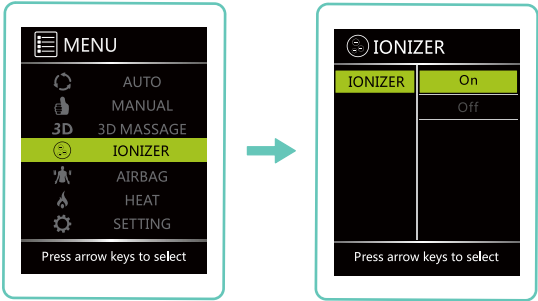 MENU
AUTO
MANUAL
3D 3D MASSAGE
IONIZER
AIRBAG
HEAT
SETTING
Press arrow keys to select
IONIZER
IONIZER On
Off
Press arrow keys to select